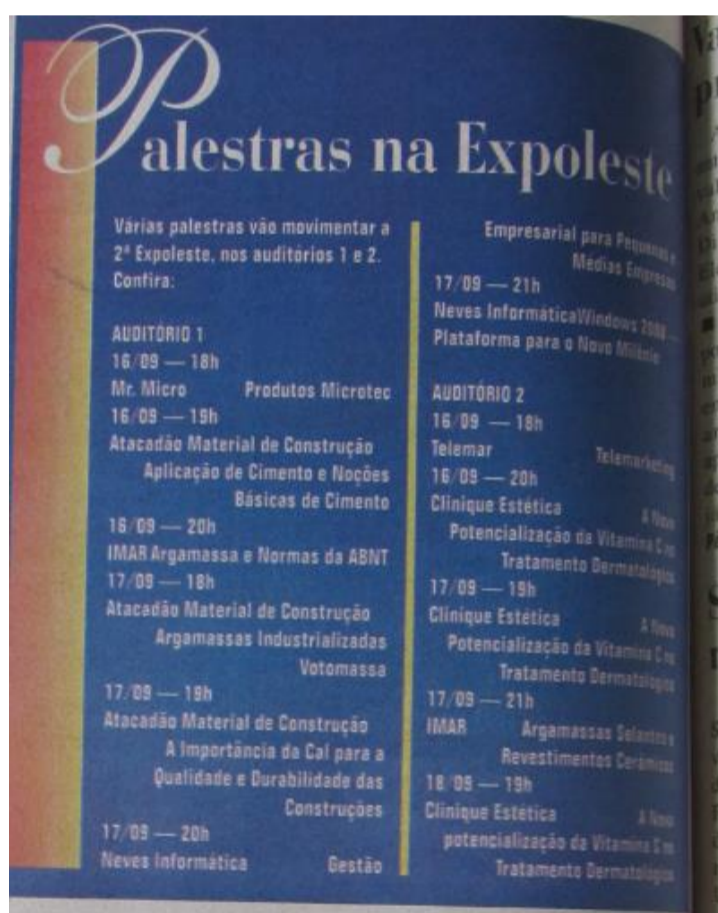 Palestras na Expoleste
Várias palestras vão movimentar a
2ª Expoleste, nos auditórios 1 e 2.
Confira:
AUDITÓRIO 1
16/09 — 18h
Mr. Micro Produtos Microtec
16/09 — 19h
Atacadão Material de Construção
Aplicação de Cimento e Noções
Básicas de Cimento
16/09 — 20h
IMAR Argamassa e Normas da ABNT
17/09 — 18h
Atacadão Material de Construção
Argamassas Industrializadas
Votomassa
17/09 — 19h
Atacadão Material de Construção
A Importância da Cal para a
Qualidade e Durabilidade das
Construções
17/09 — 20h
Neves Informática Gestão
Empresarial para Pequenas e
Médias Empresas
17/09 — 21h
Neves InformáticaWindows 2000 —
Plataforma para o Novo Milênio
AUDITÓRIO 2
16/09 — 18h
Telemar Telemarketing
16/09 — 20h
Clinique Estética A Nova
Potencialização da Vitamina C no
Tratamento Dermatológico
17/09 — 19h
Clinique Estética A Nova
Potencialização da Vitamina C no
Tratamento Dermatológico
17/09 — 21h
IMAR Argamassas Selantes e
Revestimentos Cerâmicos
18/09 — 19h
Clinique Estética A Nova
potencialização da Vitamina C no
Tratamento Dermatológico